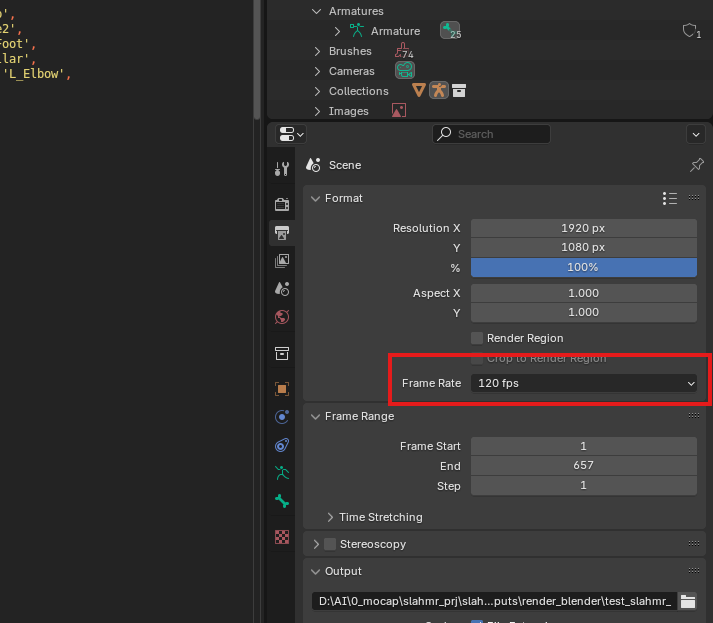 ',
e2',
Foot',
llar',
'L_Elbow',
Armatures
Armature 25 1
Brushes 74
Cameras 4
Collections
Images
Search
Scene
Format
Resolution X 1920 px
Y 1080 px
% 100%
Aspect X 1.000
Y 1.000
Render Region
Crop to Render Region
Frame Rate 120 fps
Frame Range
Frame Start 1
End 657
Step 1
Time Stretching
Stereoscopy
Output
D:\AI\0_mocap\slahmr_prj\slah...puts\render_blender\test_slahmr_